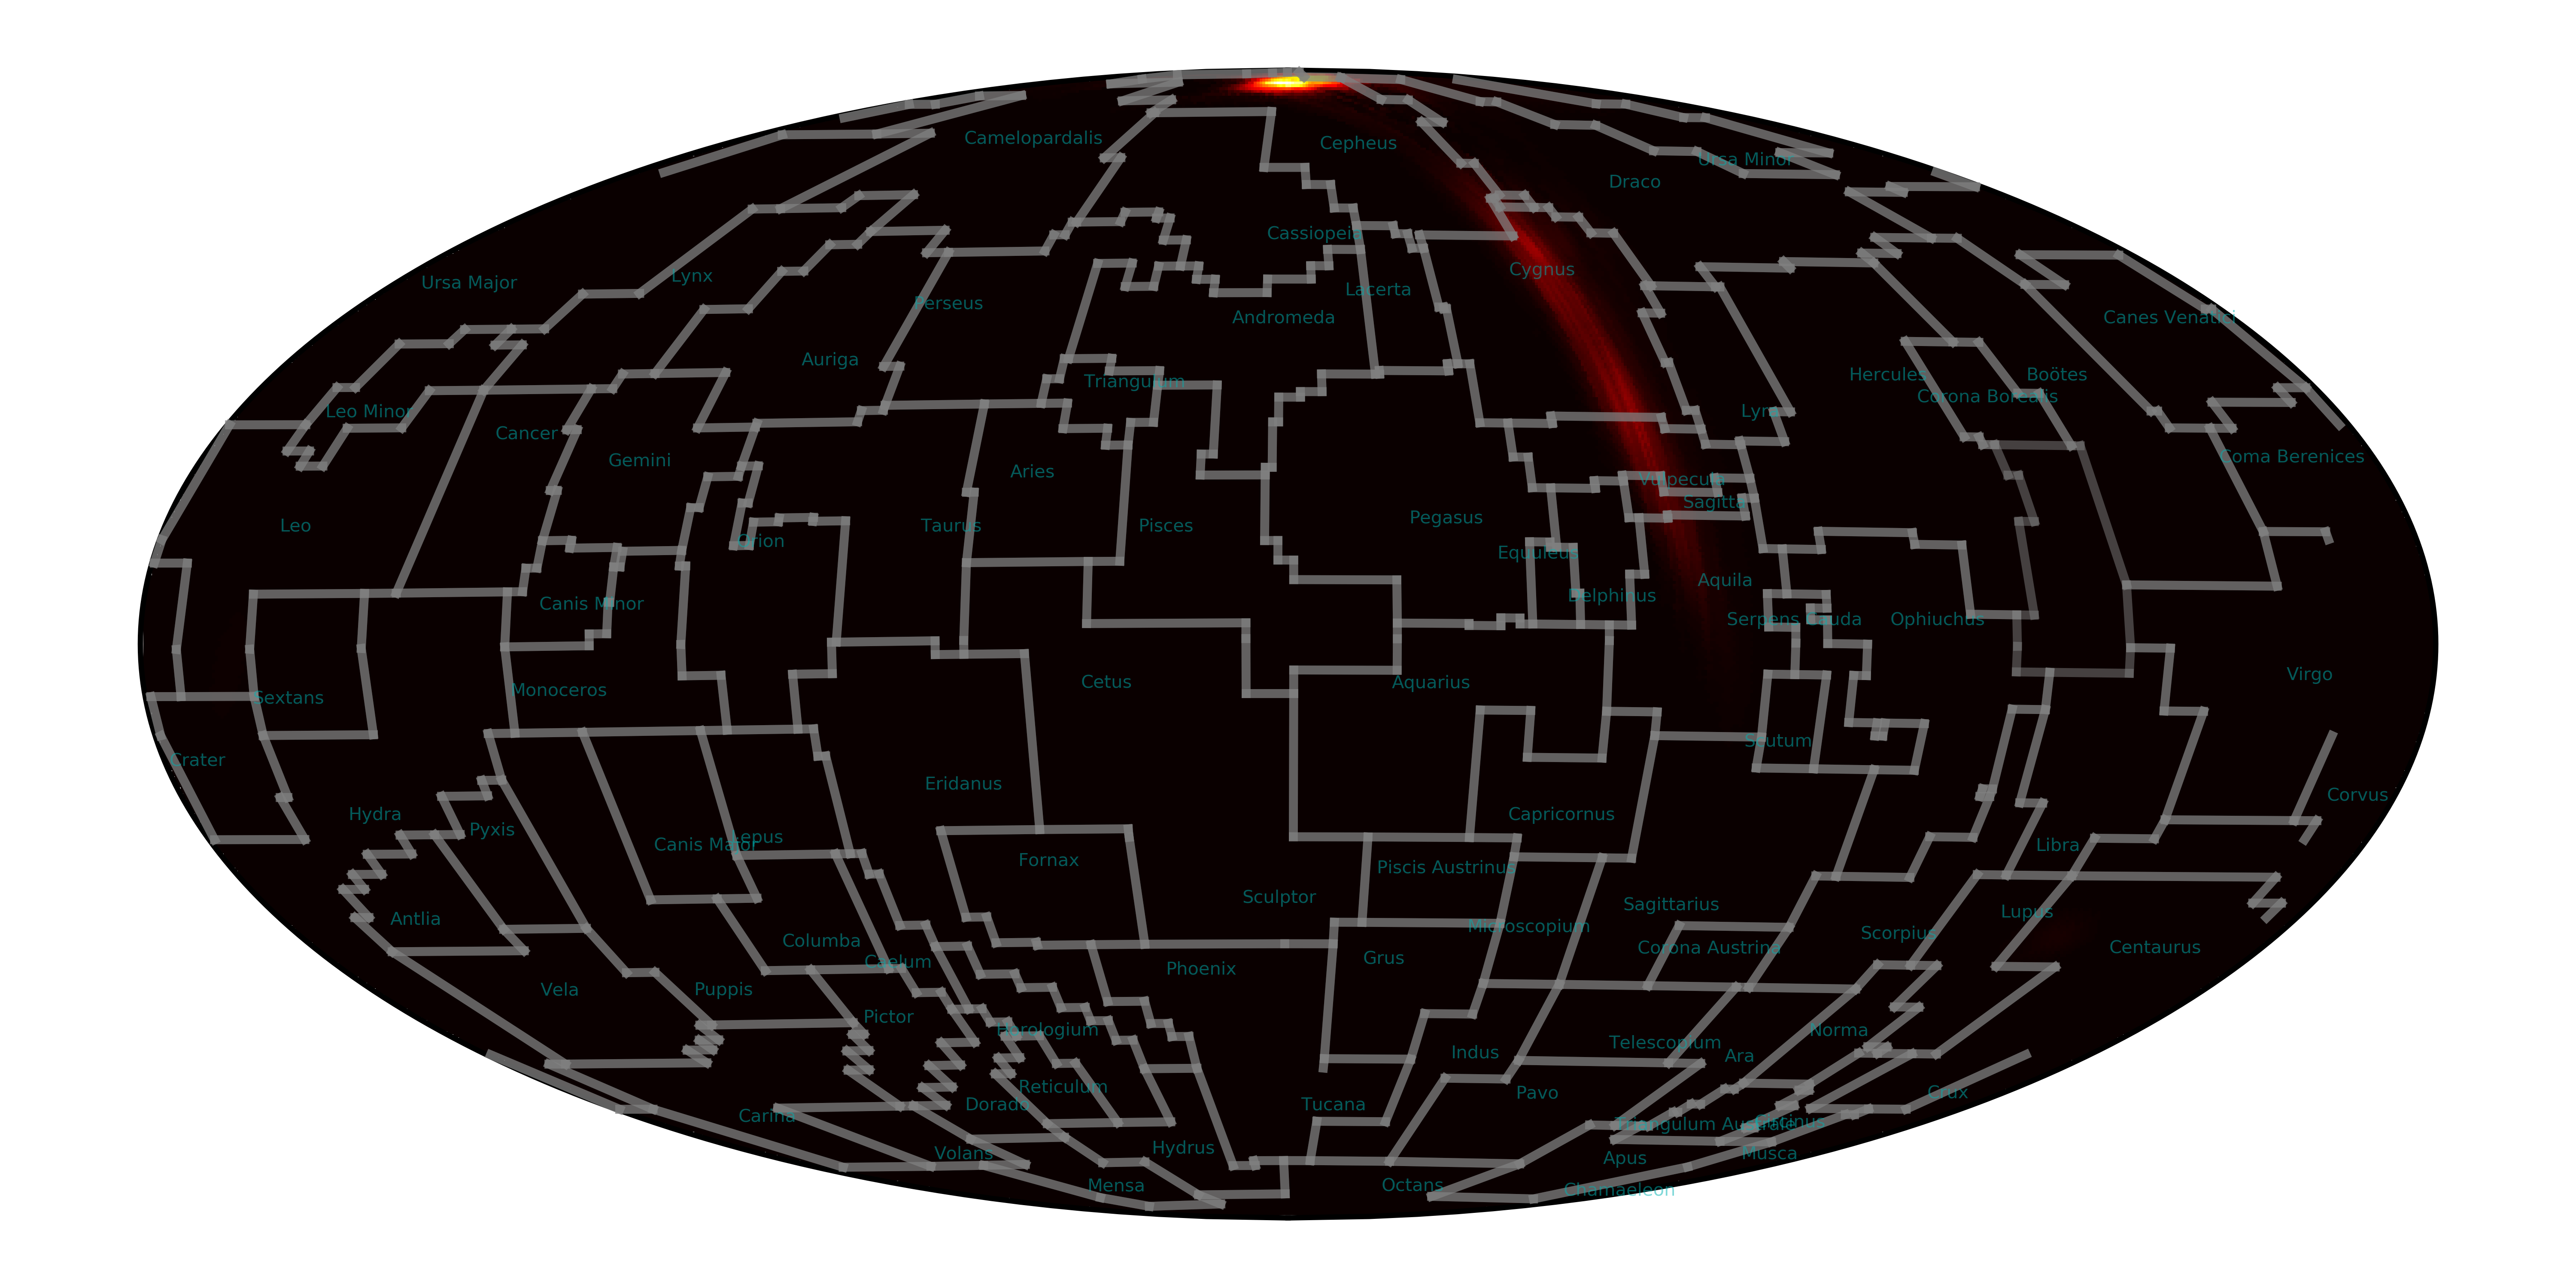 Camelopardalis
Cepheus
Ursa Minor
Draco
Cassiopeia
Cygnus
Ursa Major
Lynx
Lacerta
Perseus
Andromeda
Canes Venatici
Auriga
Triangulum
Hercules
Boötes
Corona Borealis
Leo Minor
Lyra
Cancer
Gemini
Coma Berenices
Aries
Vulpecula
Sagitta
Pegasus
Leo
Taurus
Pisces
Orion
Equuleus
Aquila
Delphinus
Canis Minor
Serpens Cauda
Ophiuchus
Virgo
Cetus
Aquarius
Monoceros
Sextans
Scutum
Crater
Eridanus
Corvus
Hydra
Capricornus
Pyxis
Lepus
Canis Major
Libra
Fornax
Piscis Austrinus
Sculptor
Sagittarius
Lupus
Antlia
Microscopium
Scorpius
Columba
Corona Austrina
Centaurus
Grus
Caelum
Phoenix
Vela
Puppis
Pictor
Horologium
Norma
Telescopium
Indus
Ara
Reticulum
Pavo
Crux
Dorado
Tucana
Carina
Triangulum Australe
Circinus
Hydrus
Volans
Musca
Apus
Mensa
Octans
Chamaeleon